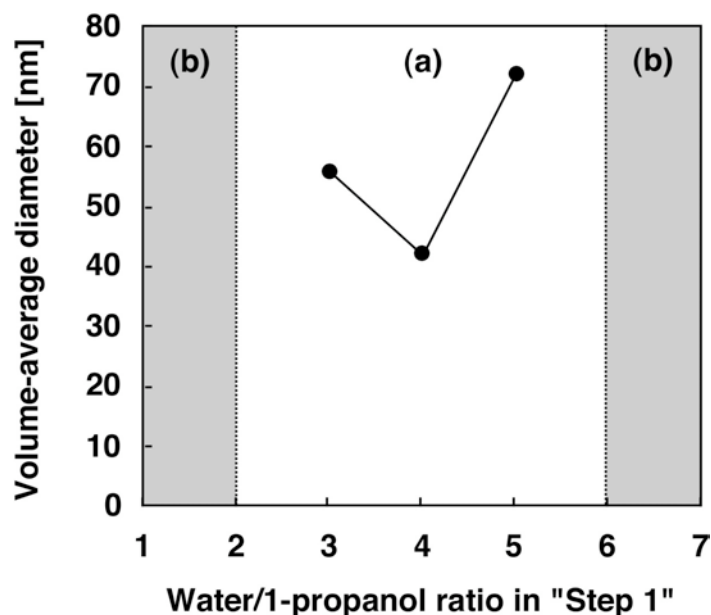 80
70
60
50
40
30
20
10
0
Volume-average diameter [nm]
(b) (a) (b)
1 2 3 4 5 6 7
Water/1-propanol ratio in "Step 1"